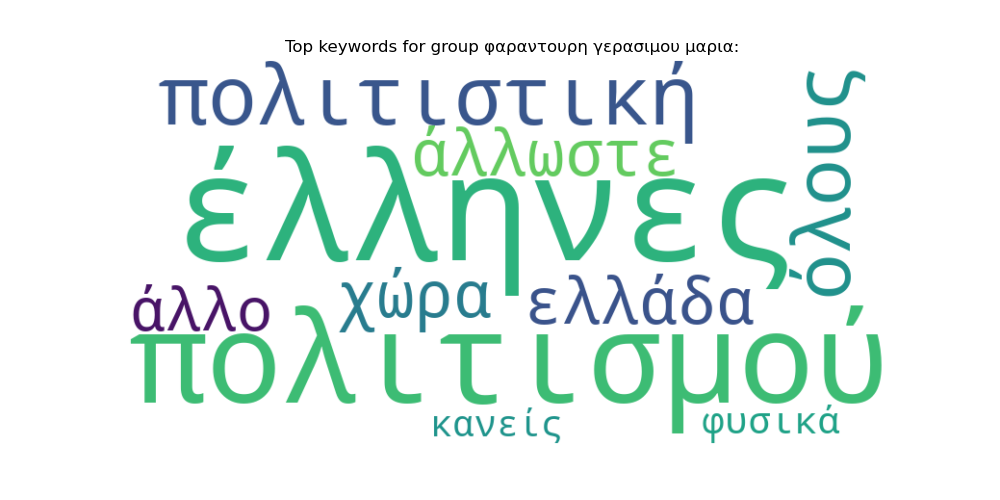 Top keywords for group φαραντουρη γερασιμου μαρια:
πολιτιστική
όλους
άλλωστε
έλληνες
χώρα
ελλάδα
άλλο
πολιτισμού
κανείς
φυσικά